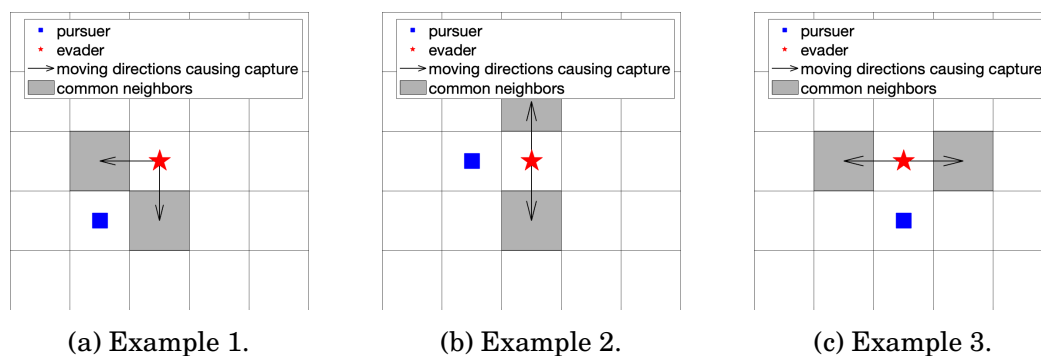 pursuer
evader
moving directions causing capture
common neighbors
pursuer
evader
moving directions causing capture
common neighbors
pursuer
evader
moving directions causing capture
common neighbors
(a) Example 1.
(b) Example 2.
(c) Example 3.